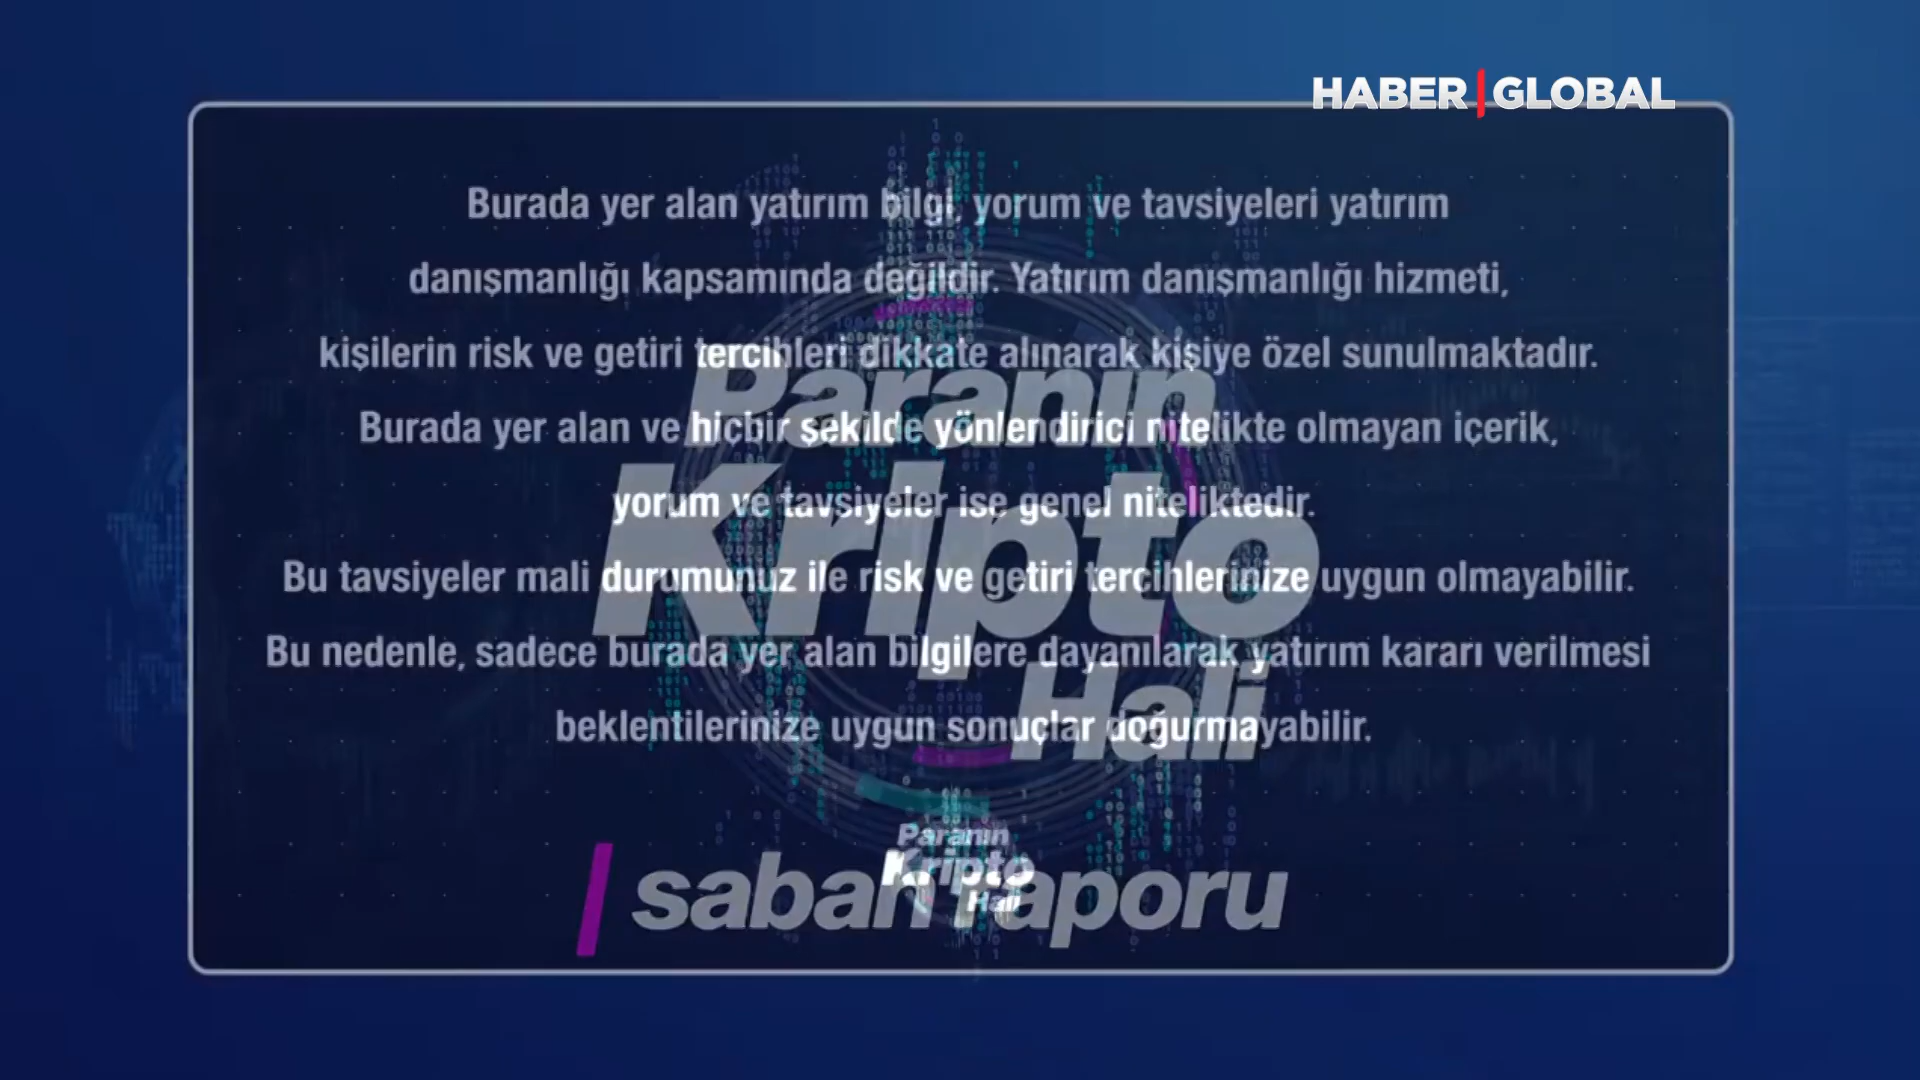 HABER GLOBAL
Burada yer alan yatırım bilgi, yorum ve tavsiyeleri yatırım
danışmanlığı kapsamında değildir. Yatırım danışmanlığı hizmeti,
kişilerin risk ve getiri tercihleri dikkate alınarak kişiye özel sunulmaktadır.
Burada yer alan ve hiçbir şekilde yönlendirici nitelikte olmayan içerik,
yorum ve tavsiyeler ise genel niteliktedir.
Bu tavsiyeler mali durumunuz ile risk ve getiri tercihlerinize uygun olmayabilir.
Bu nedenle, sadece burada yer alan bilgilere dayanılarak yatırım kararı verilmesi
beklentilerinize uygun sonuçlar doğurmayabilir.
Paranın
Kripto
Hali
Paranın
Kripto
Hali
sabah raporu